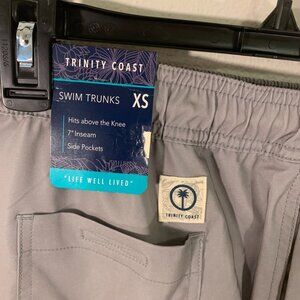 TRINITY COAST
SWIM TRUNKS XS
Hits above the Knee
7" Inseam
Side Pockets
"LIFE WELL LIVED"
TRINITY COAST